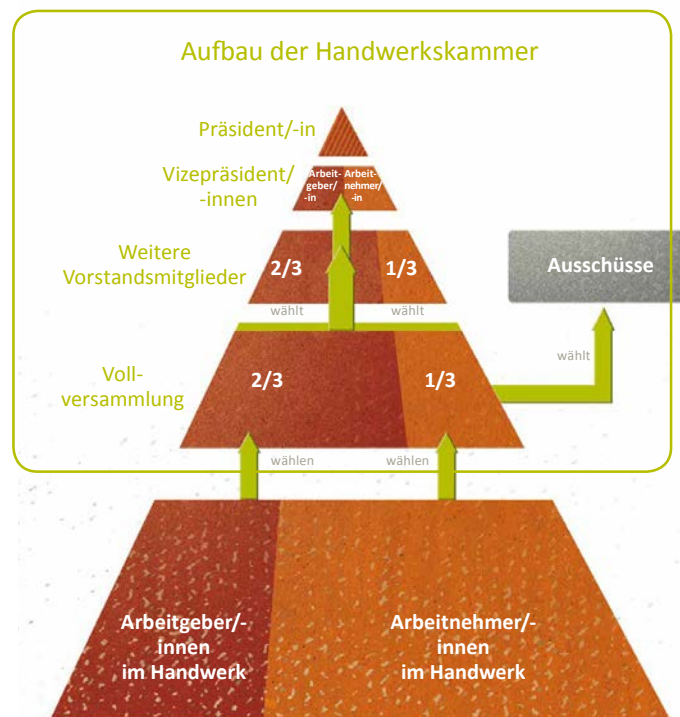 Aufbau der Handwerkskammer
Präsident/-in
Vizepräsident/
-innen
Arbeit-
geber/
-in
Arbeit-
nehmer/
-in
Weitere
Vorstandsmitglieder
2/3
1/3
Ausschüsse
wählt
wählt
wählt
Voll-
versammlung
2/3
1/3
wählen
wählen
Arbeitgeber/-
innen
im Handwerk
Arbeitnehmer/-
innen
im Handwerk